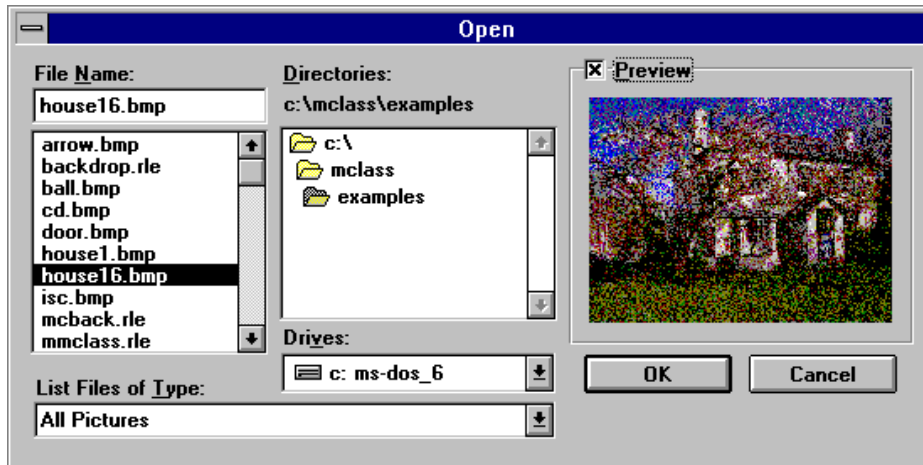 Open
File Name:
house16.bmp
arrow.bmp
backdrop.rle
ball.bmp
cd.bmp
door.bmp
house1.bmp
house16.bmp
isc.bmp
mcback.rle
mmclass.rle
List Files of Type:
All Pictures
Directories:
c:\mclass\examples
c:\
mclass
examples
Drives:
c: ms-dos_6
Preview
OK
Cancel